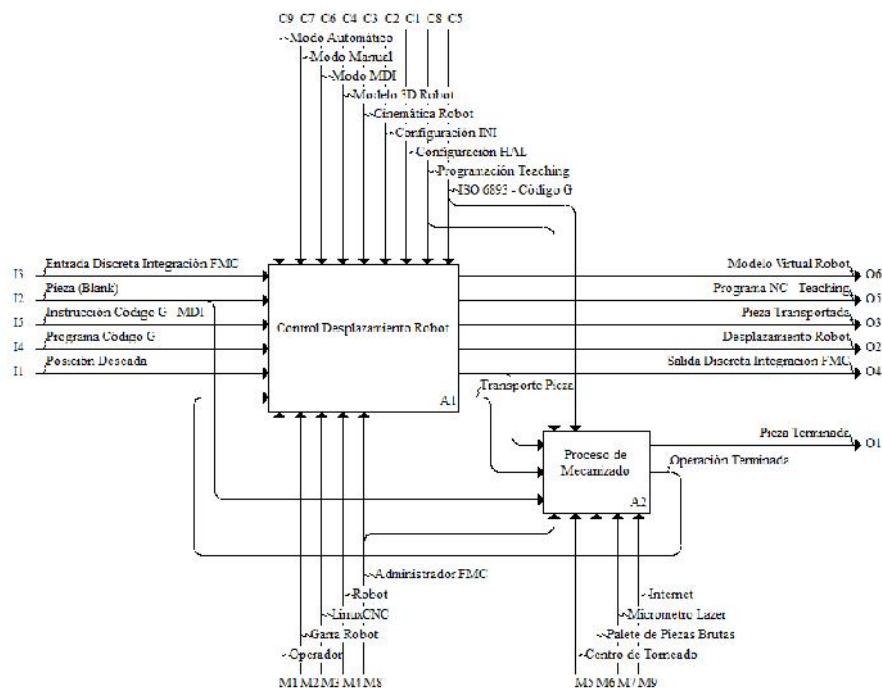 C9 C7 C6 C4 C3 C2 C1 C8 C5
Modo Automático
Modo Manual
Modo MDI
Modelo 3D Robot
Cinemática Robot
Configuración INI
Configuración HAL
Programación Teaching
ISO 6893 - Código G
I3 Entrada Discreta Integración FMC
I2 Pieza (Blank)
I5 Instrucción Código G - MDI
I4 Programa Código G
I1 Posición Deseada
Control Desplazamiento Robot
A1
Modelo Virtual Robot O6
Programa NC - Teaching O5
Pieza Transportada O3
Desplazamiento Robot O2
Salida Discreta Integración FMC O4
Transporte Pieza
Proceso de
Mecanizado
A2
Pieza Terminada O1
Operación Terminada
Administrador FMC
Robot
LinuxCNC
Garra Robot
Operador
M1 M2 M3 M4 M8
Internet
Micrometro Lazer
Palete de Piezas Brutas
Centro de Torneado
M5 M6 M7 M9